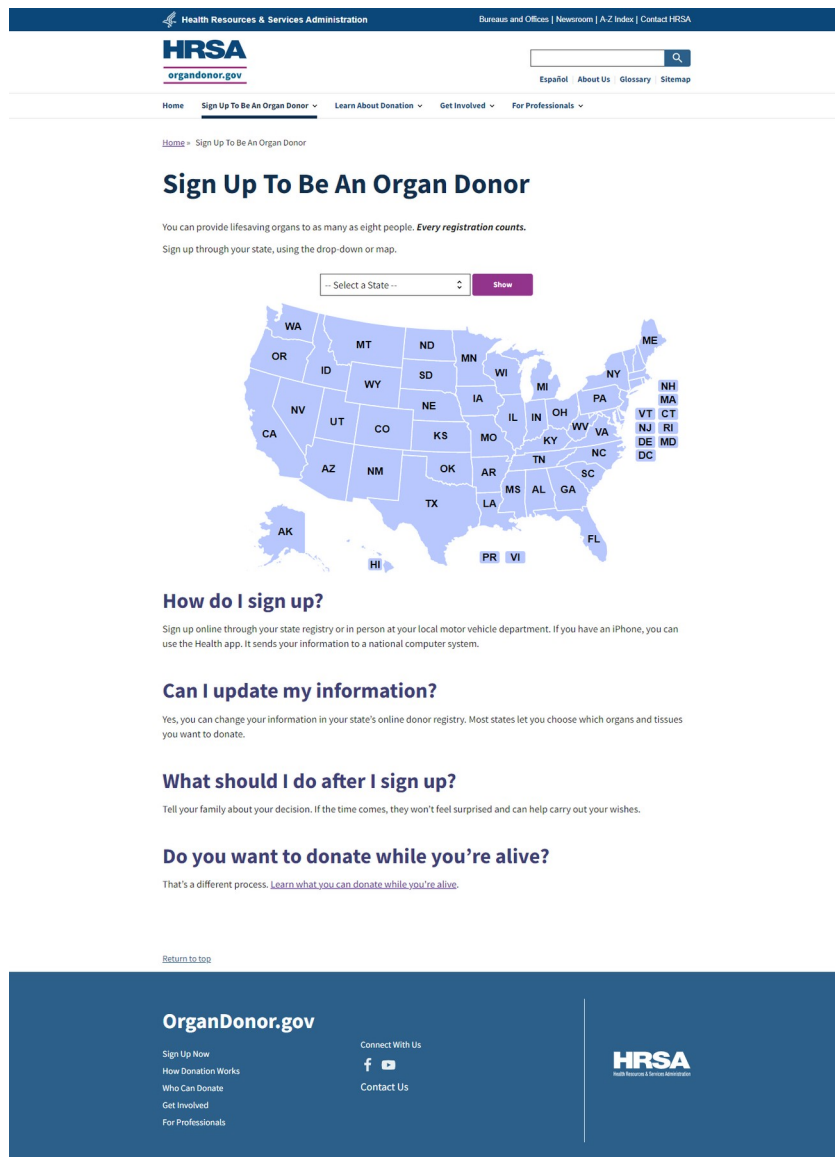 Health Resources & Services Administration
Bureaus and Offices | Newsroom | A-Z Index | Contact HRSA
HRSA
organdonor.gov
Español | About Us | Glossary | Sitemap
Home Sign Up To Be An Organ Donor Learn About Donation Get Involved For Professionals
Home » Sign Up To Be An Organ Donor
Sign Up To Be An Organ Donor
You can provide lifesaving organs to as many as eight people. Every registration counts.
Sign up through your state, using the drop-down or map.
-- Select a State -- Show
WA
MT
ND
ME
OR
ID
MN
WI
SD
NY
WY
MI
NH
IA
PA
MA
NE
NV
IL IN OH
VT CT
UT
CO
WV VA
NJ RI
CA
KS
MO
KY
DE MD
NC
DC
TN
AZ
NM
OK
AR
SC
MS AL GA
TX
LA
AK
FL
HI
PR VI
How do I sign up?
Sign up online through your state registry or in person at your local motor vehicle department. If you have an iPhone, you can
use the Health app. It sends your information to a national computer system.
Can I update my information?
Yes, you can change your information in your state’s online donor registry. Most states let you choose which organs and tissues
you want to donate.
What should I do after I sign up?
Tell your family about your decision. If the time comes, they won’t feel surprised and can help carry out your wishes.
Do you want to donate while you’re alive?
That’s a different process. Learn what you can donate while you’re alive.
Return to top
OrganDonor.gov
Sign Up Now
How Donation Works
Who Can Donate
Get Involved
For Professionals
Connect With Us
Contact Us
HRSA
Health Resources & Services Administration